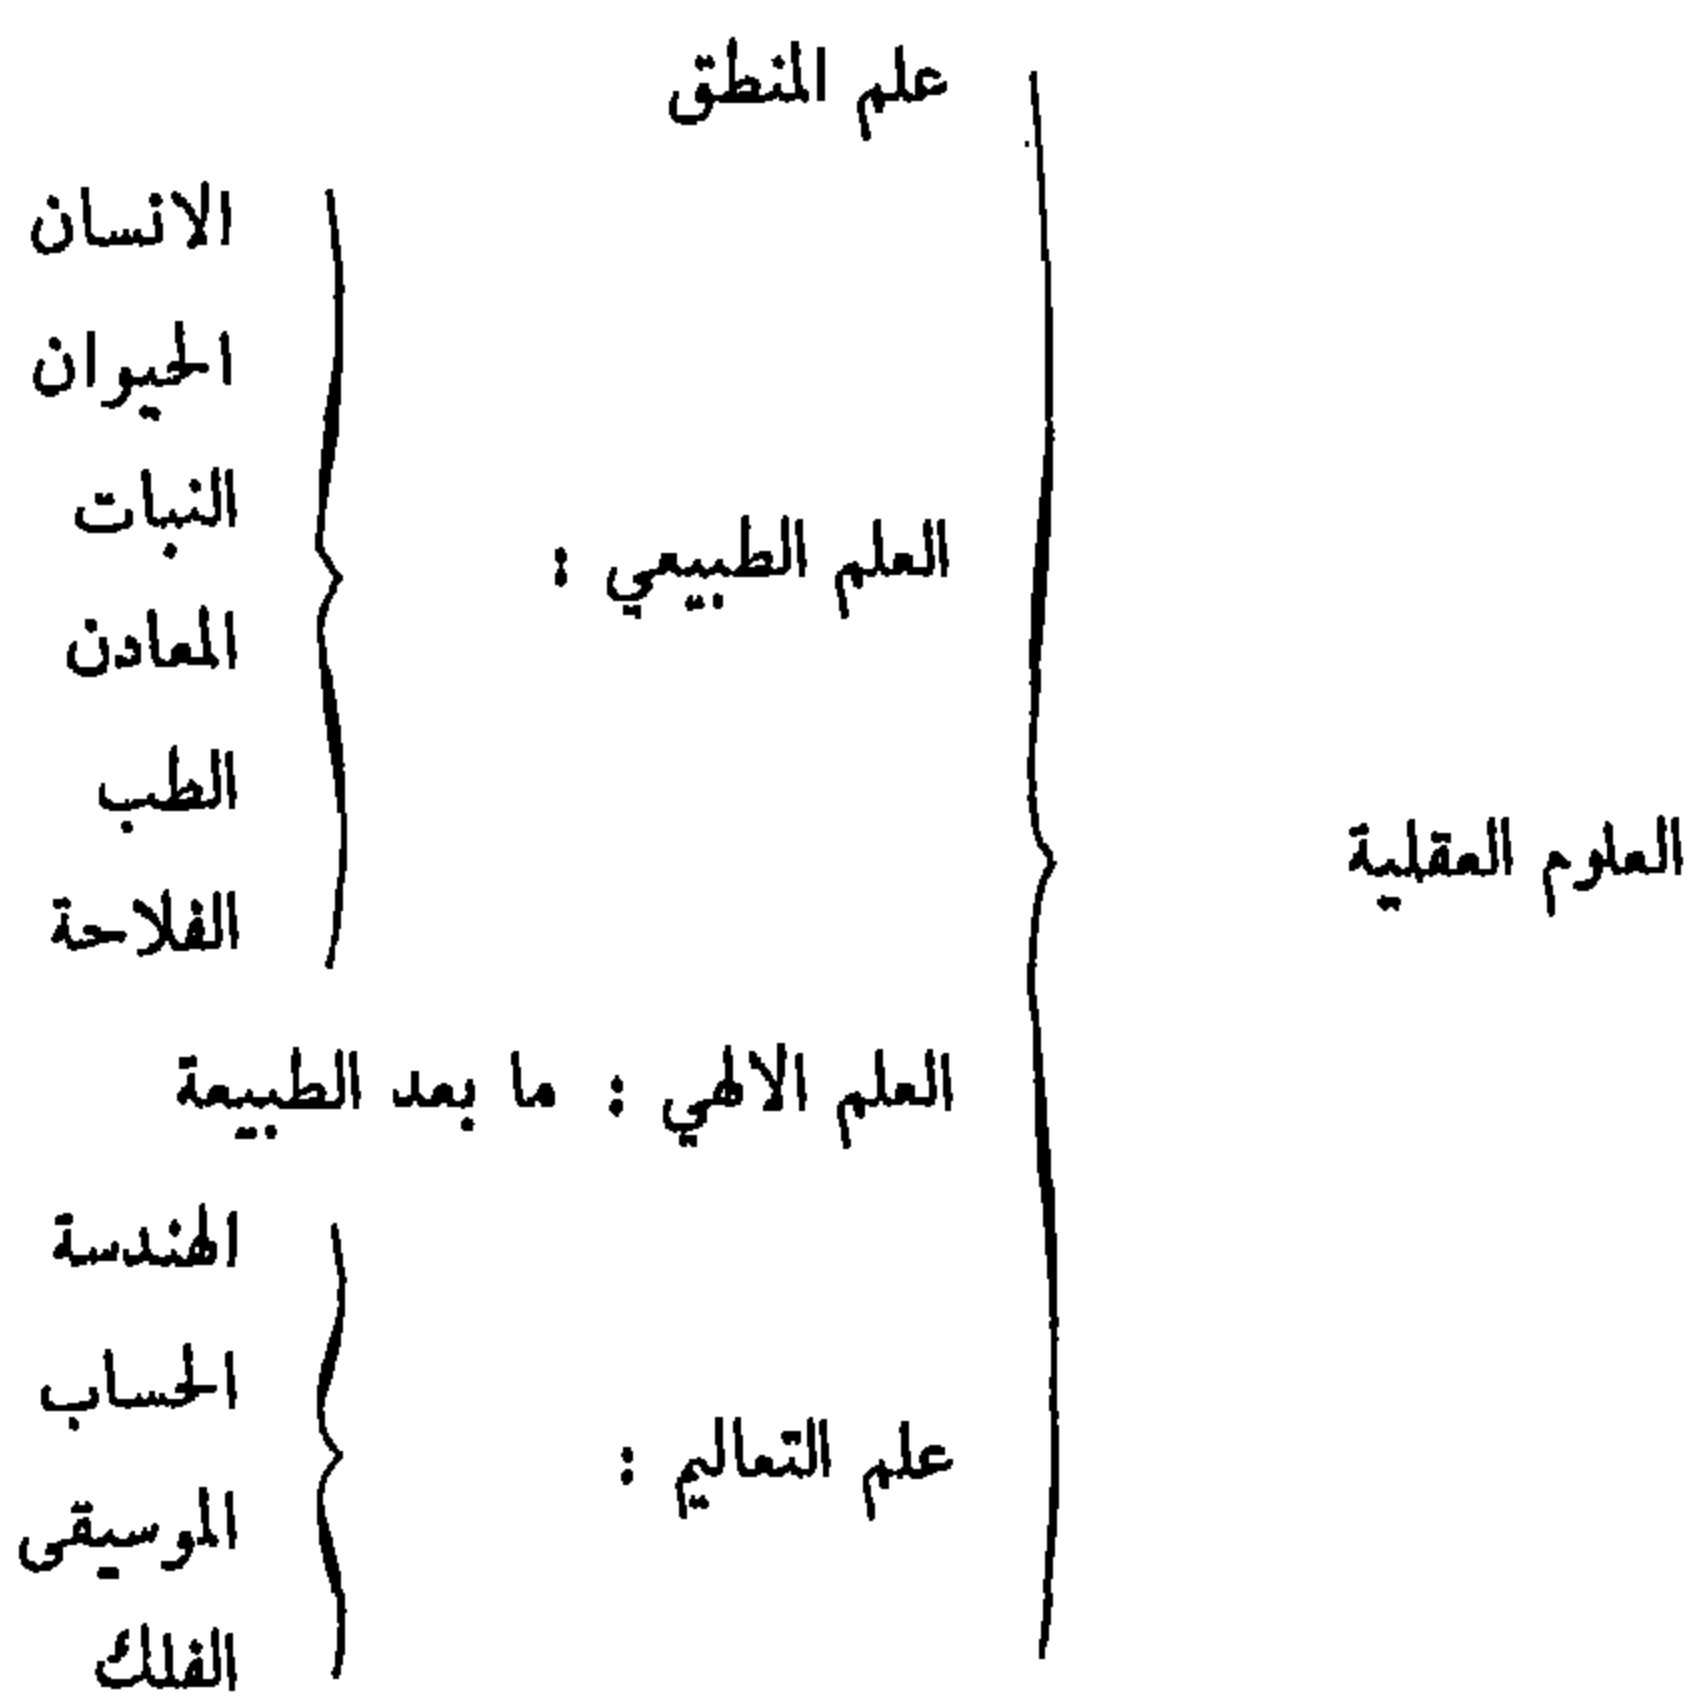 علم المنطق
الانسان
الحيوان
النبات
العلم الطبيعي :
المعادن
الطب
العلوم العقلية
الفلاحة
العلم الالهي : ما بعد الطبيعة
الهندسة
الحساب
علم التعاليم :
الموسيقى
الفلك